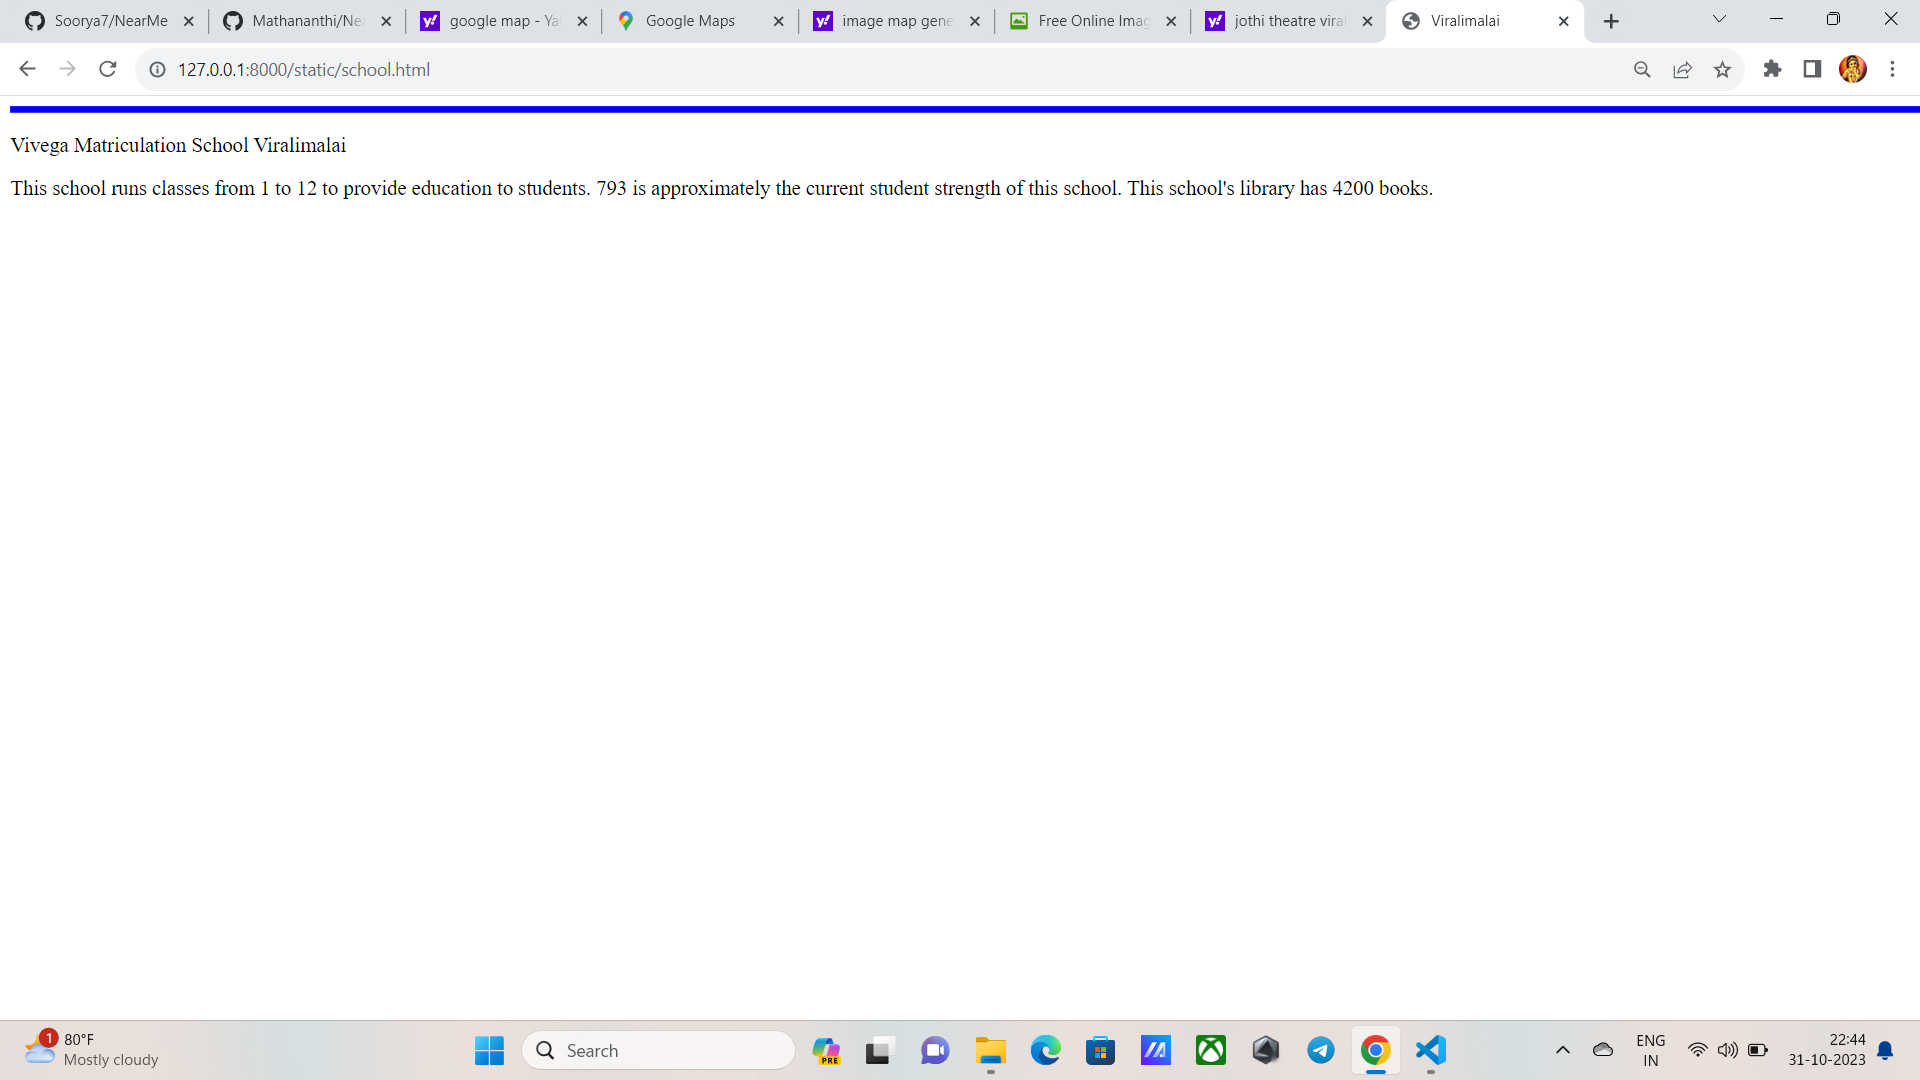 Soorya7/NearMe
Mathananthi/Nea
google map - Yah
Google Maps
image map gene
Free Online Imag
jothi theatre viral
Viralimalai
127.0.0.1:8000/static/school.html
Vivega Matriculation School Viralimalai
This school runs classes from 1 to 12 to provide education to students. 793 is approximately the current student strength of this school. This school's library has 4200 books.
1
80°F
Mostly cloudy
Search
PRE
ENG
IN
22:44
31-10-2023